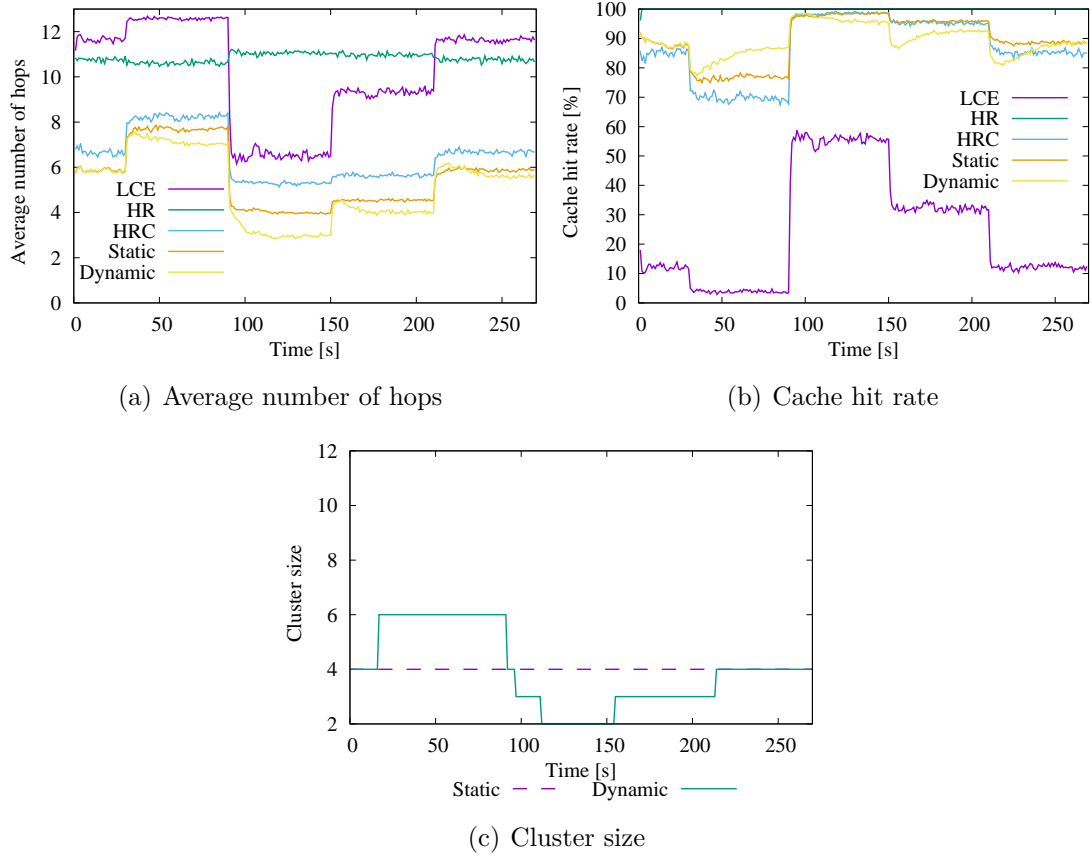 12
10
8
6
4
2
0
Average number of hops
LCE
HR
HRC
Static
Dynamic
0 50 100 150 200 250
Time [s]
(a) Average number of hops
100
90
80
70
60
50
40
30
20
10
0
Cache hit rate [%]
LCE
HR
HRC
Static
Dynamic
0 50 100 150 200 250
Time [s]
(b) Cache hit rate
12
10
8
6
4
2
Cluster size
0 50 100 150 200 250
Time [s]
Static Dynamic
(c) Cluster size